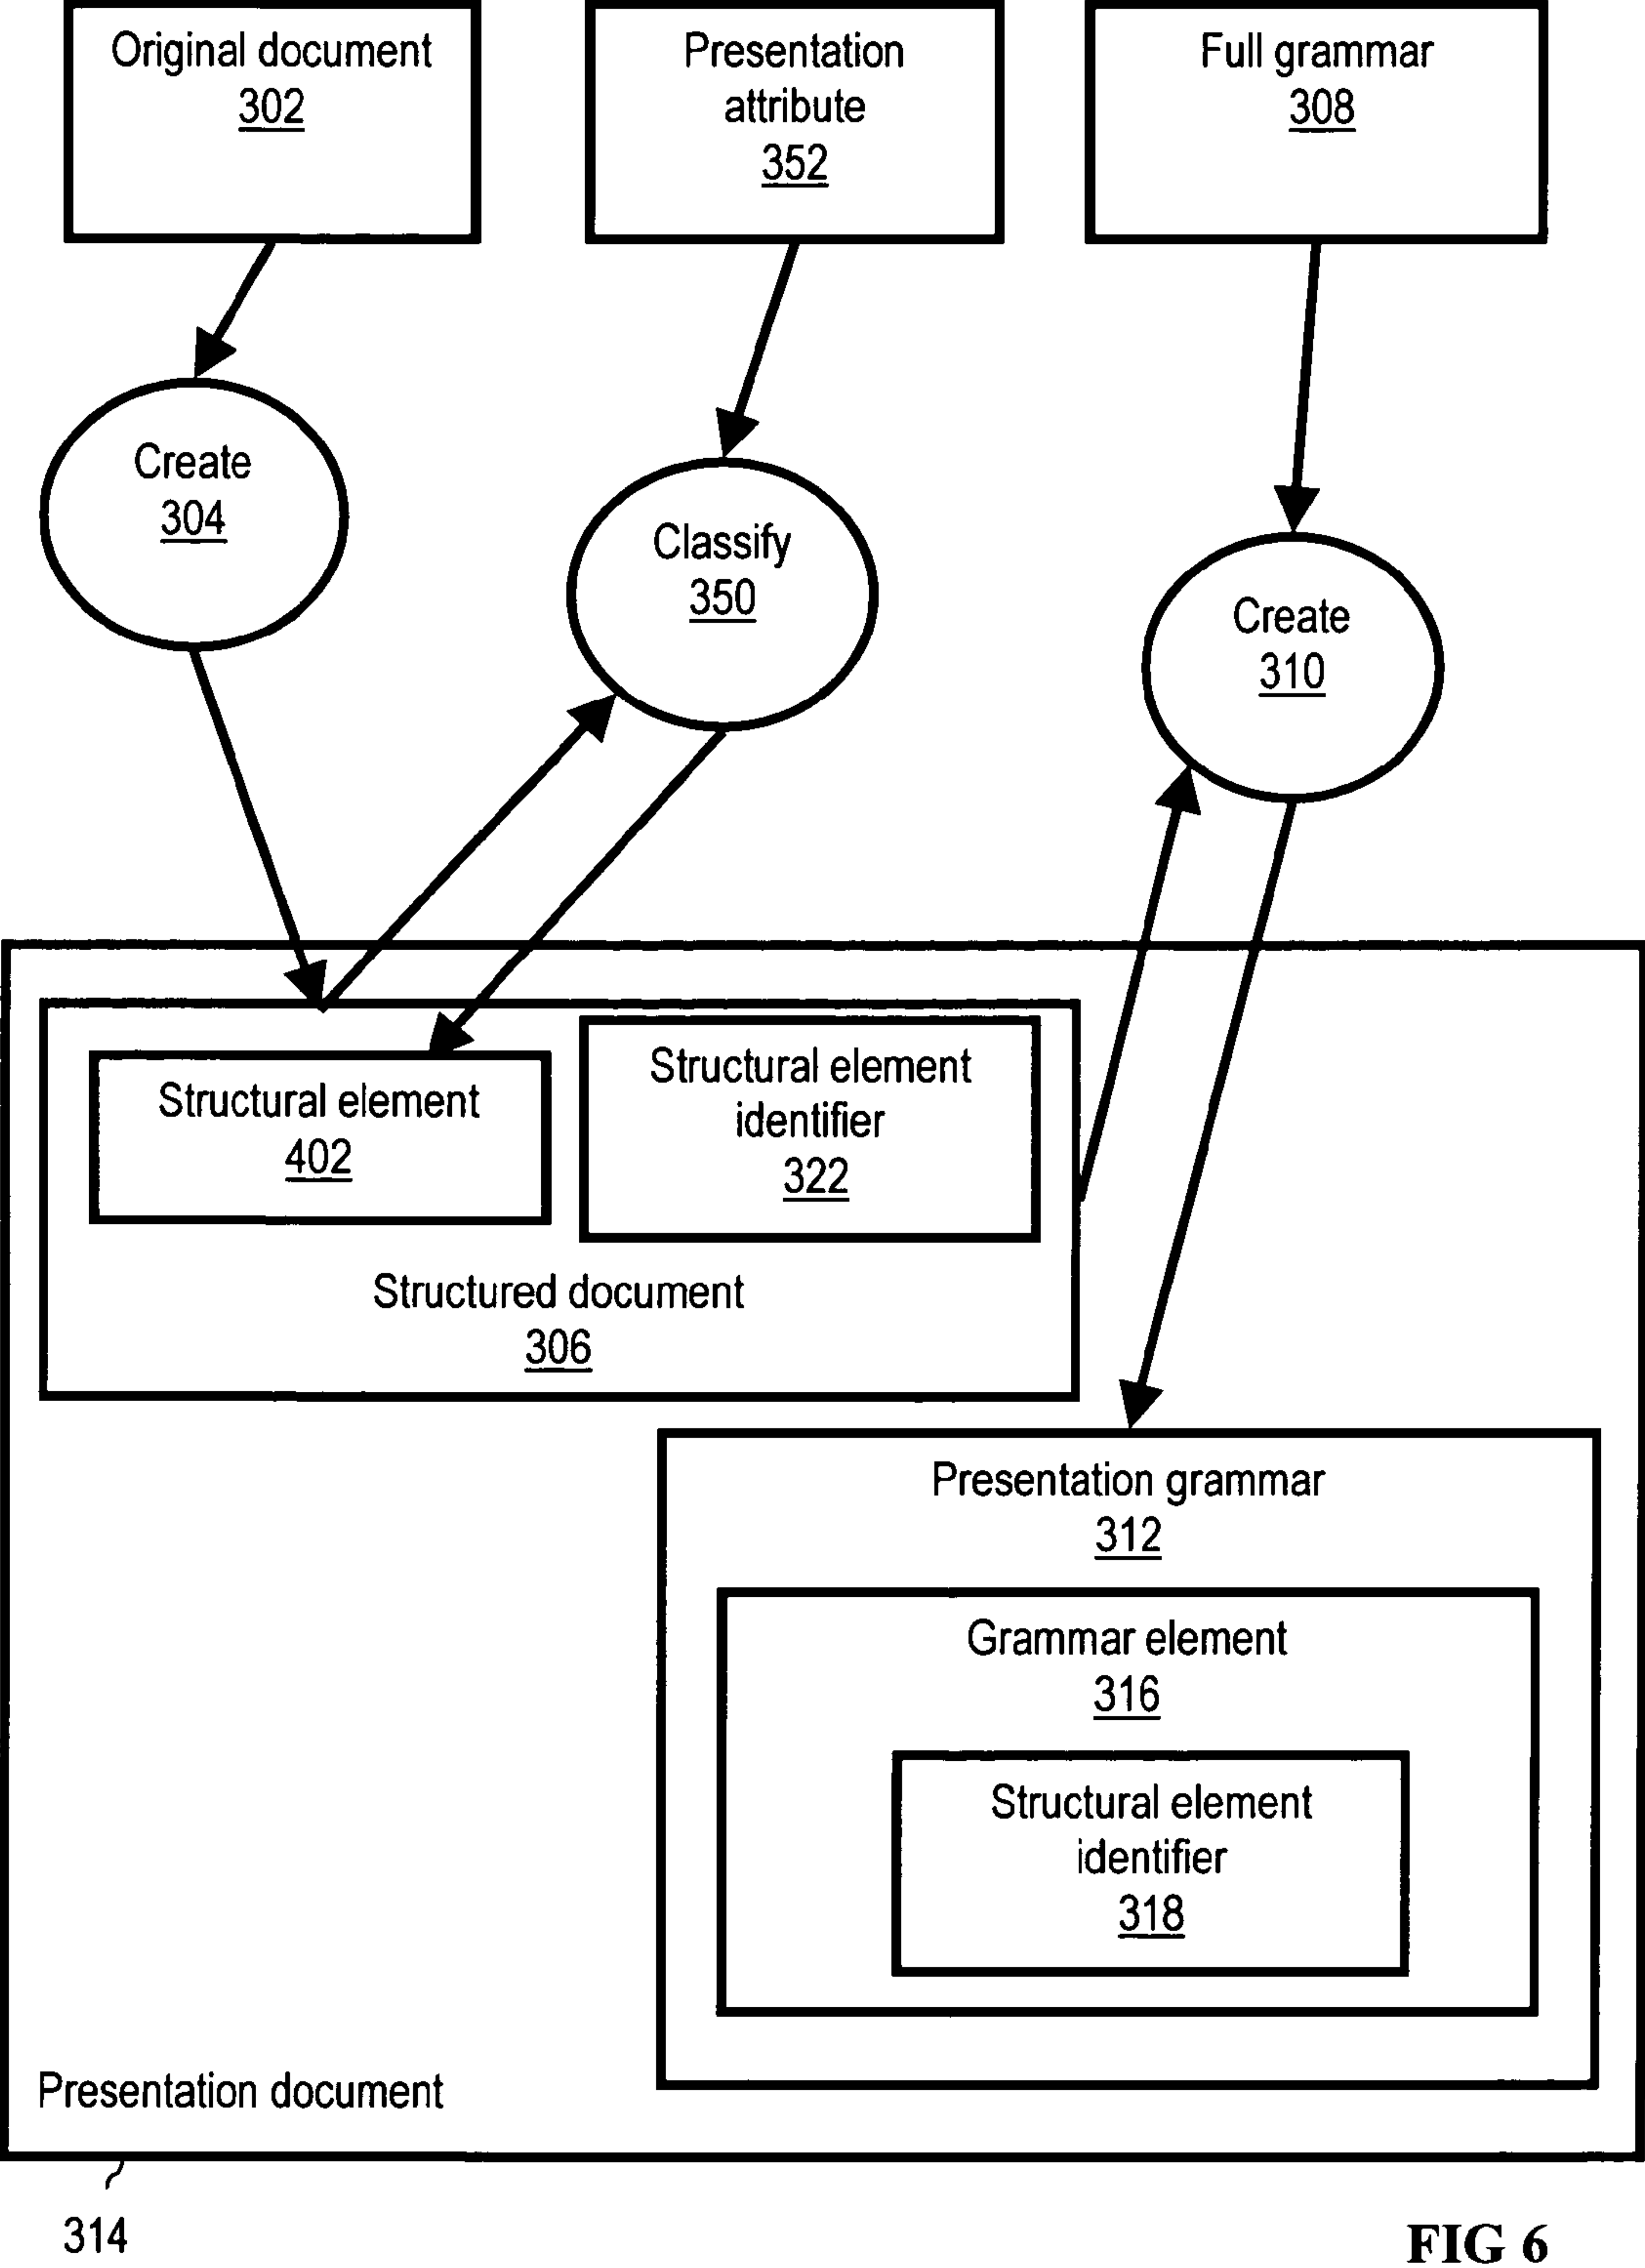 Original document
302
Presentation
attribute
352
Full grammar
308
Create
304
Classify
350
Create
310
Structural element
402
Structural element
identifier
322
Structured document
306
Presentation grammar
312
Grammar element
316
Structural element
identifier
318
Presentation document
314
FIG 6